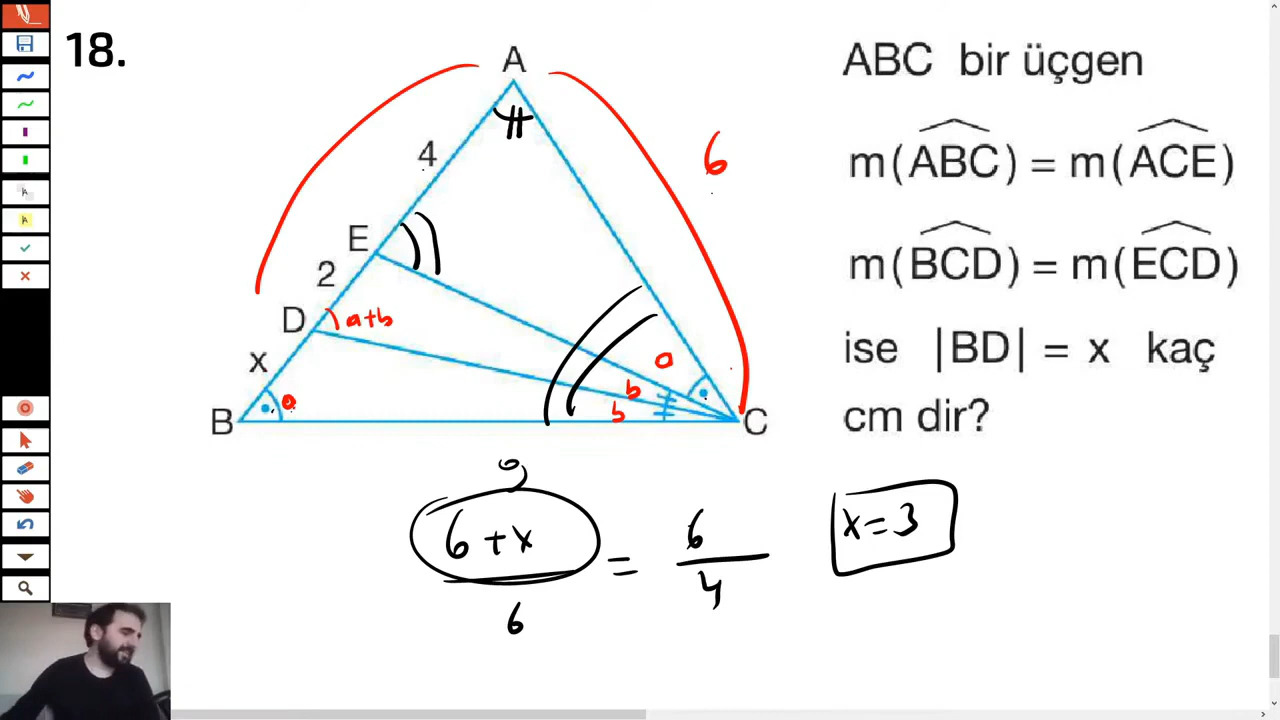 18.
ABC bir üçgen
m(ABC) = m(ACE)
m(BCD) = m(ECD)
ise |BD| = x kaç
cm dir?
A
4
6
E
2
D
a+b
x
a
b
B
a
b
C
9
6 + x
6
=
6
4
x = 3